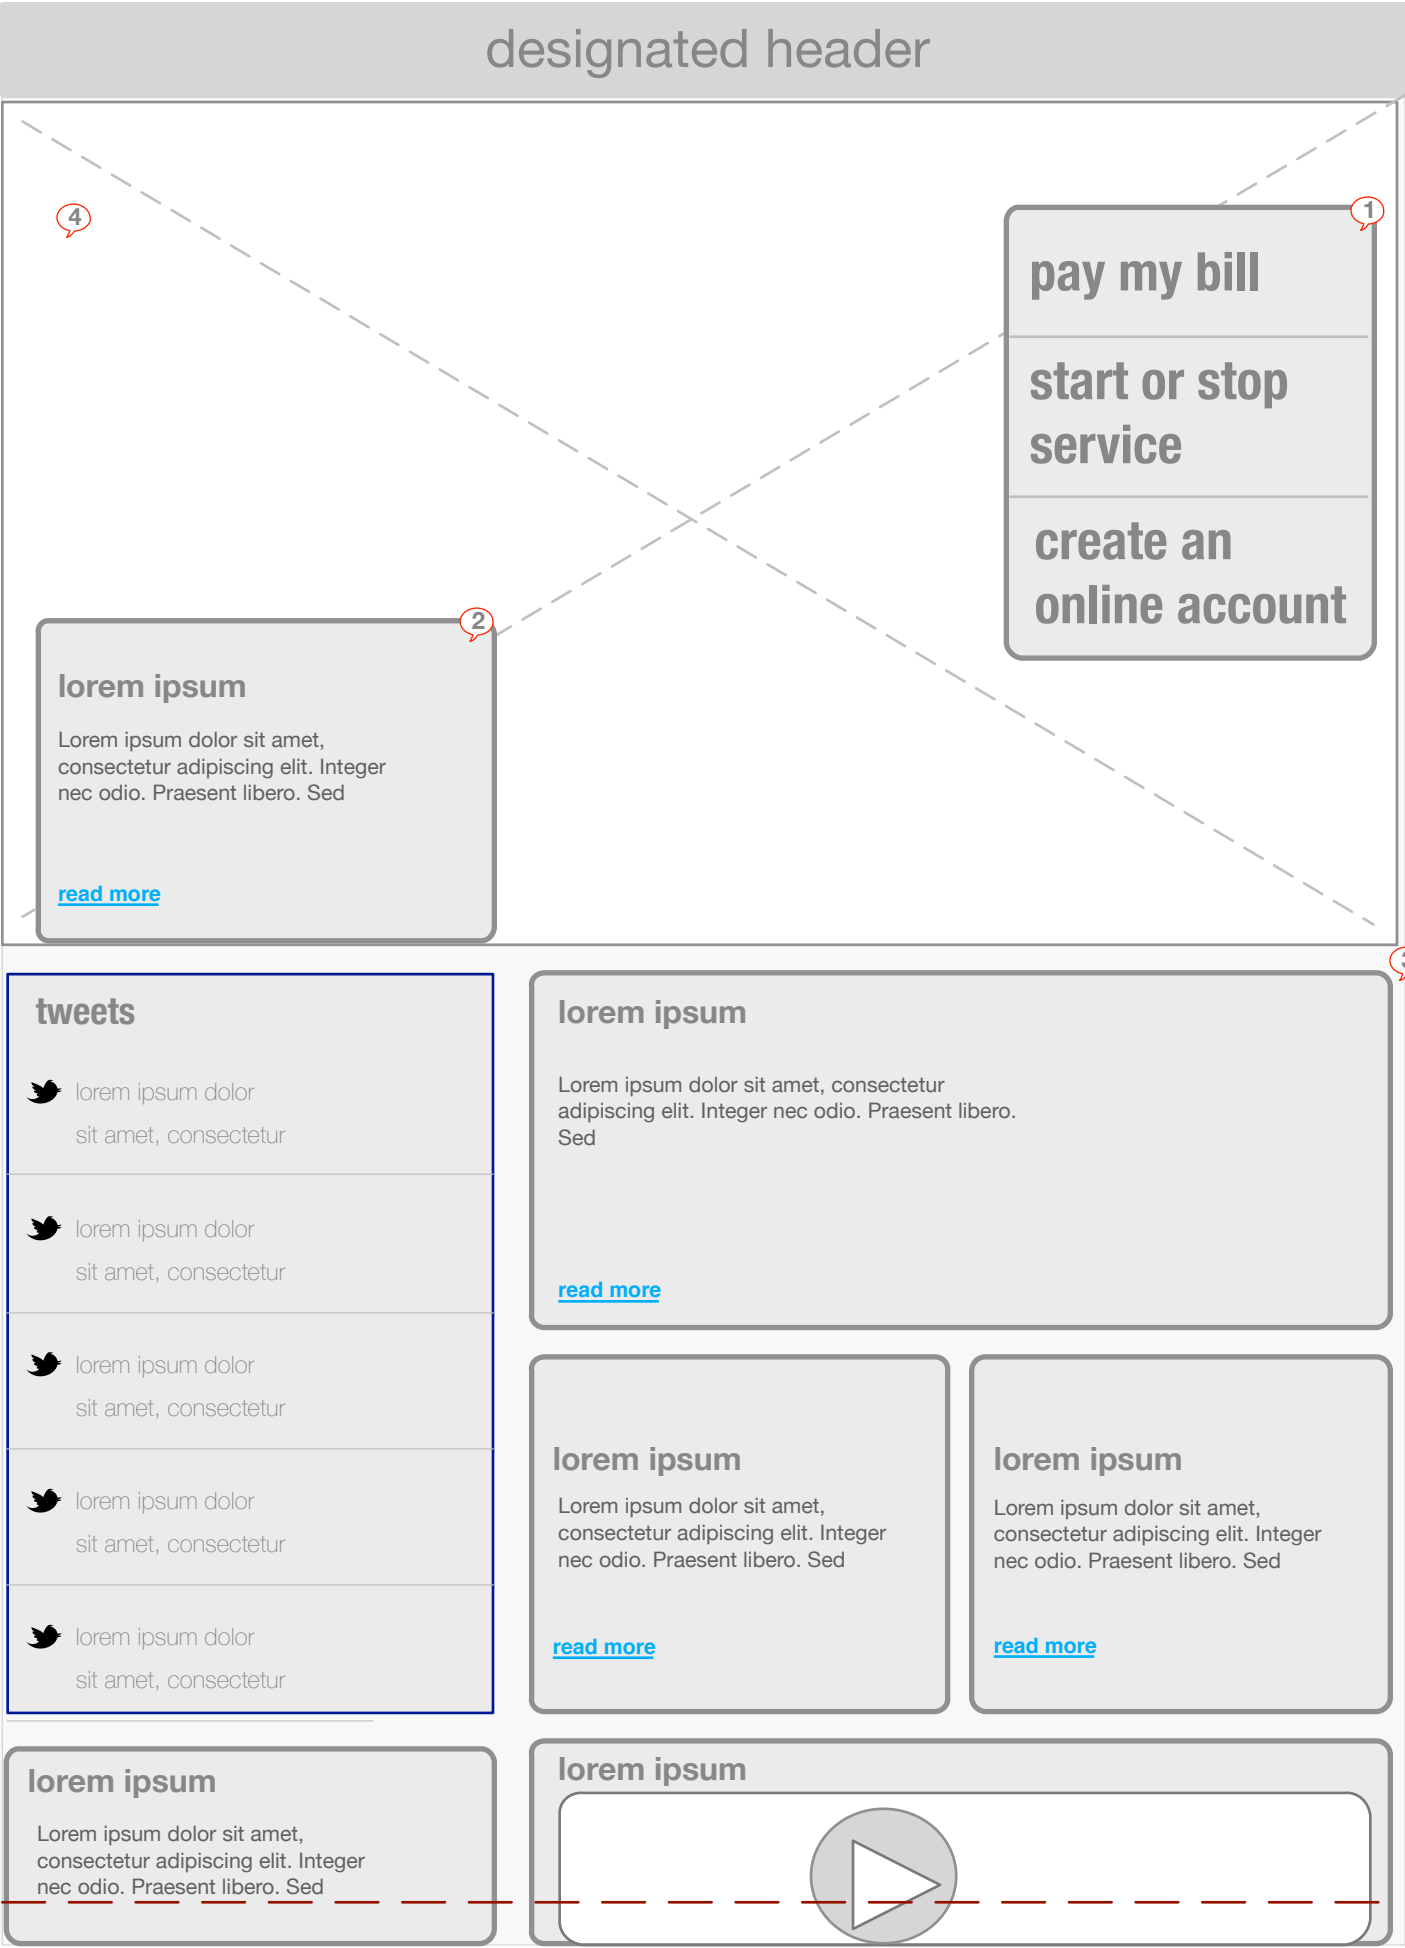 designated header
4
1
pay my bill
start or stop
service
create an
online account
2
lorem ipsum
Lorem ipsum dolor sit amet,
consectetur adipiscing elit. Integer
nec odio. Praesent libero. Sed
read more
tweets
lorem ipsum dolor
sit amet, consectetur
lorem ipsum dolor
sit amet, consectetur
lorem ipsum dolor
sit amet, consectetur
lorem ipsum dolor
sit amet, consectetur
lorem ipsum dolor
sit amet, consectetur
lorem ipsum
Lorem ipsum dolor sit amet, consectetur
adipiscing elit. Integer nec odio. Praesent libero.
Sed
read more
lorem ipsum
Lorem ipsum dolor sit amet,
consectetur adipiscing elit. Integer
nec odio. Praesent libero. Sed
read more
lorem ipsum
Lorem ipsum dolor sit amet,
consectetur adipiscing elit. Integer
nec odio. Praesent libero. Sed
read more
lorem ipsum
Lorem ipsum dolor sit amet,
consectetur adipiscing elit. Integer
nec odio. Praesent libero. Sed
lorem ipsum